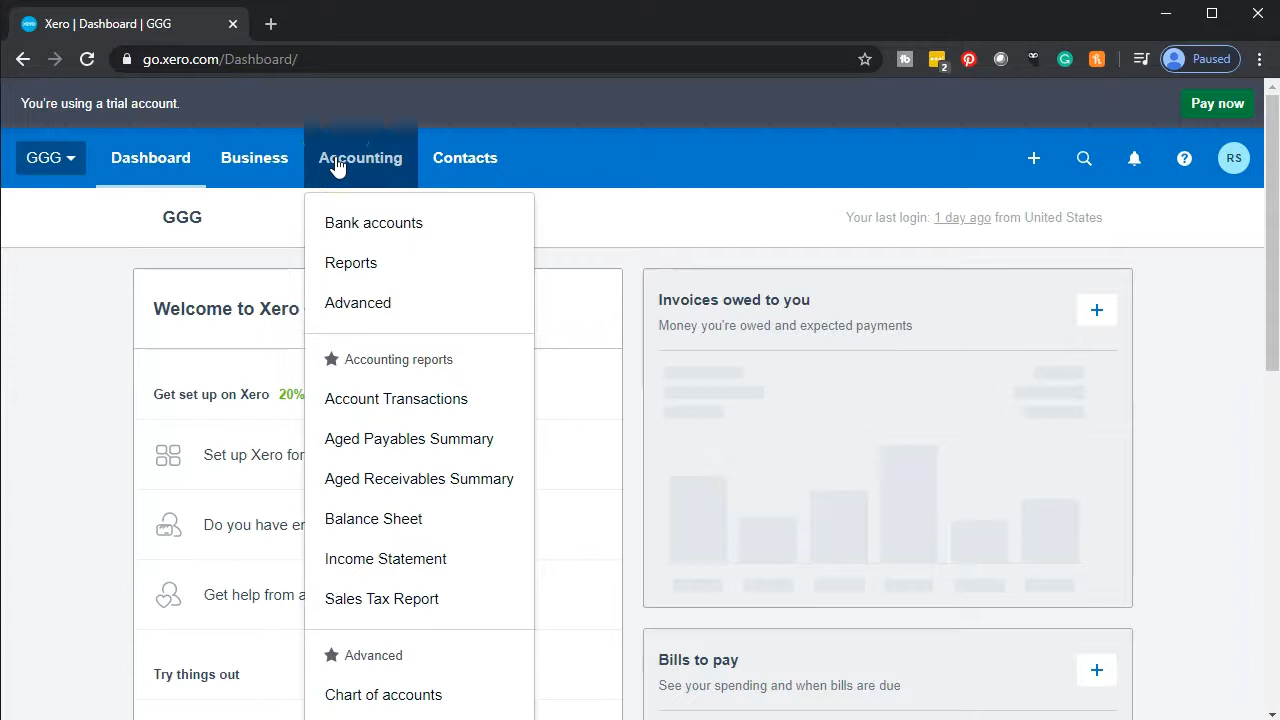 Xero | Dashboard | GGG
go.xero.com/Dashboard/
2
Paused
You're using a trial account.
Pay now
GGG
Dashboard
Business
Accounting
Contacts
RS
GGG
Your last login: 1 day ago from United States
Bank accounts
Reports
Advanced
Accounting reports
Account Transactions
Aged Payables Summary
Aged Receivables Summary
Balance Sheet
Income Statement
Sales Tax Report
Advanced
Chart of accounts
Welcome to Xero
Get set up on Xero 20%
Set up Xero for
Do you have
Get help from
Try things out
Invoices owed to you
Money you're owed and expected payments
Bills to pay
See your spending and when bills are due